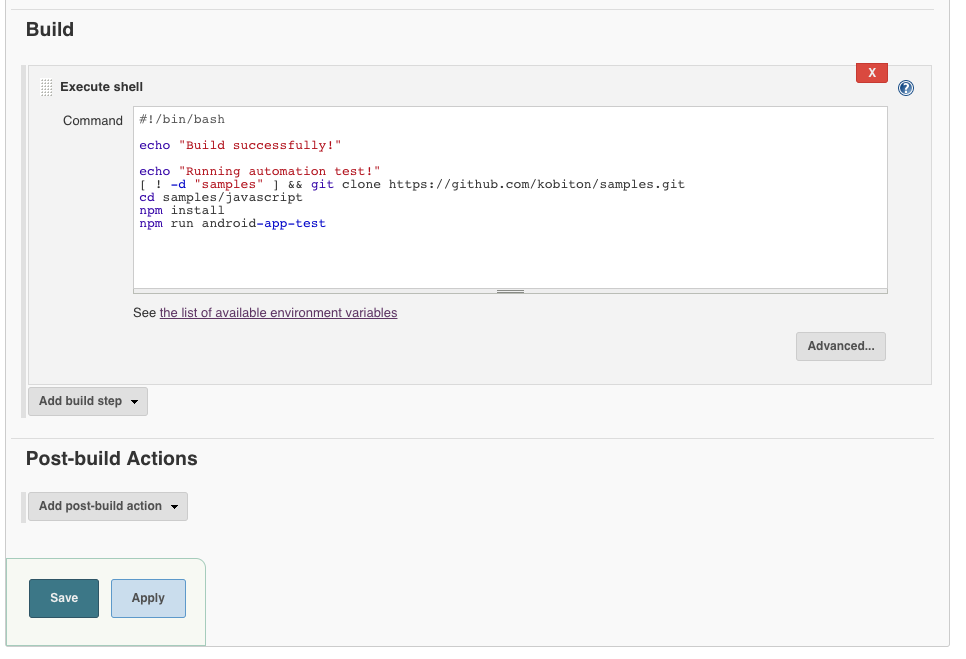 Build
X
Execute shell
?
Command
#!/bin/bash
echo "Build successfully!"
echo "Running automation test!"
[ ! -d "samples" ] && git clone https://github.com/kobiton/samples.git
cd samples/javascript
npm install
npm run android-app-test
See the list of available environment variables
Advanced...
Add build step
Post-build Actions
Add post-build action
Save Apply